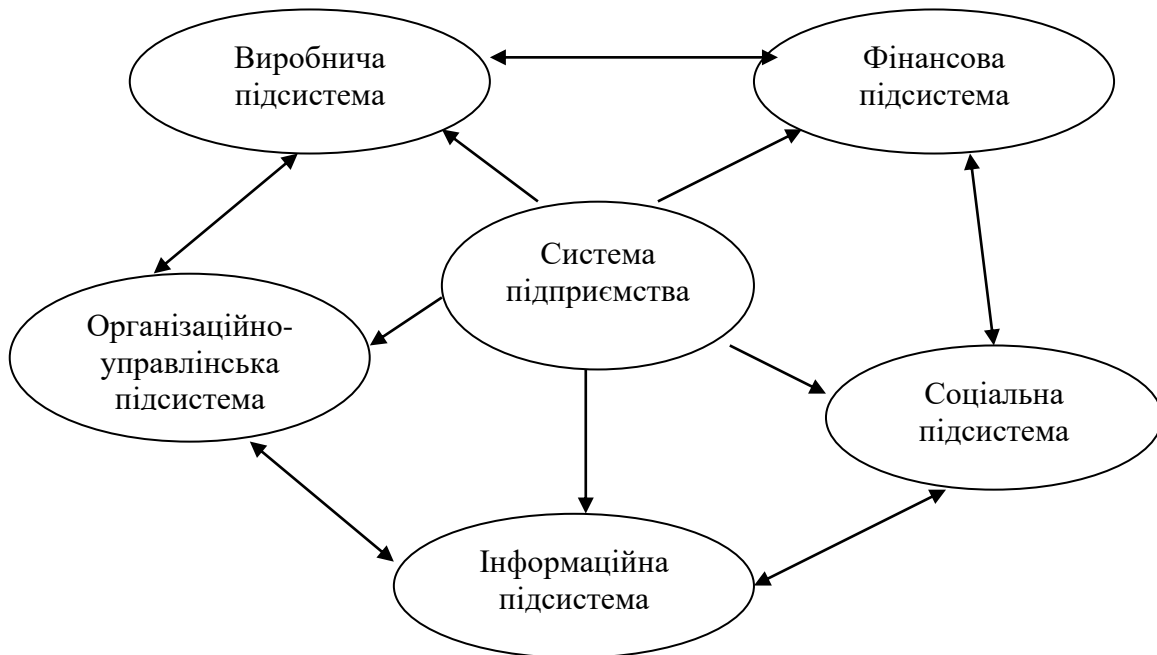 Виробнича
підсистема
Фінансова
підсистема
Система
підприємства
Організаційно-
управлінська
підсистема
Соціальна
підсистема
Інформаційна
підсистема